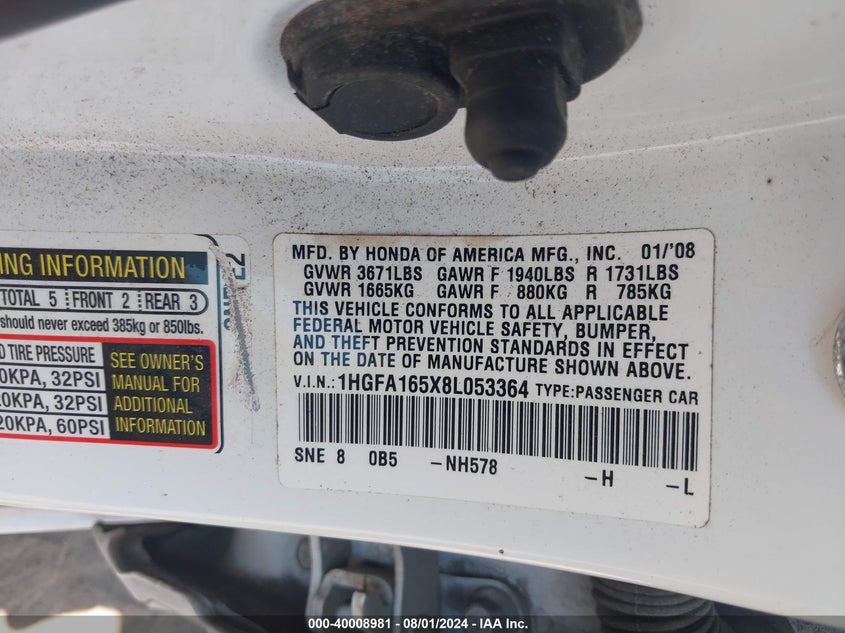 ING INFORMATION
TOTAL 5 FRONT 2 REAR 3
should never exceed 385kg or 850lbs.
D TIRE PRESSURE
0KPA, 32PSI
20KPA, 32PSI
20KPA, 60PSI
SEE OWNER'S
MANUAL FOR
ADDITIONAL
INFORMATION
MFD. BY HONDA OF AMERICA MFG., INC. 01/'08
GVWR 3671LBS GAWR F 1940LBS R 1731LBS
GVWR 1665KG GAWR F 880KG R 785KG
THIS VEHICLE CONFORMS TO ALL APPLICABLE
FEDERAL MOTOR VEHICLE SAFETY, BUMPER,
AND THEFT PREVENTION STANDARDS IN EFFECT
ON THE DATE OF MANUFACTURE SHOWN ABOVE.
V.I.N.: 1HGFA165X8L053364 TYPE:PASSENGER CAR
SNE 8 0B5 -NH578 -H -L
000-40008981 - 08/01/2024 - IAA Inc.